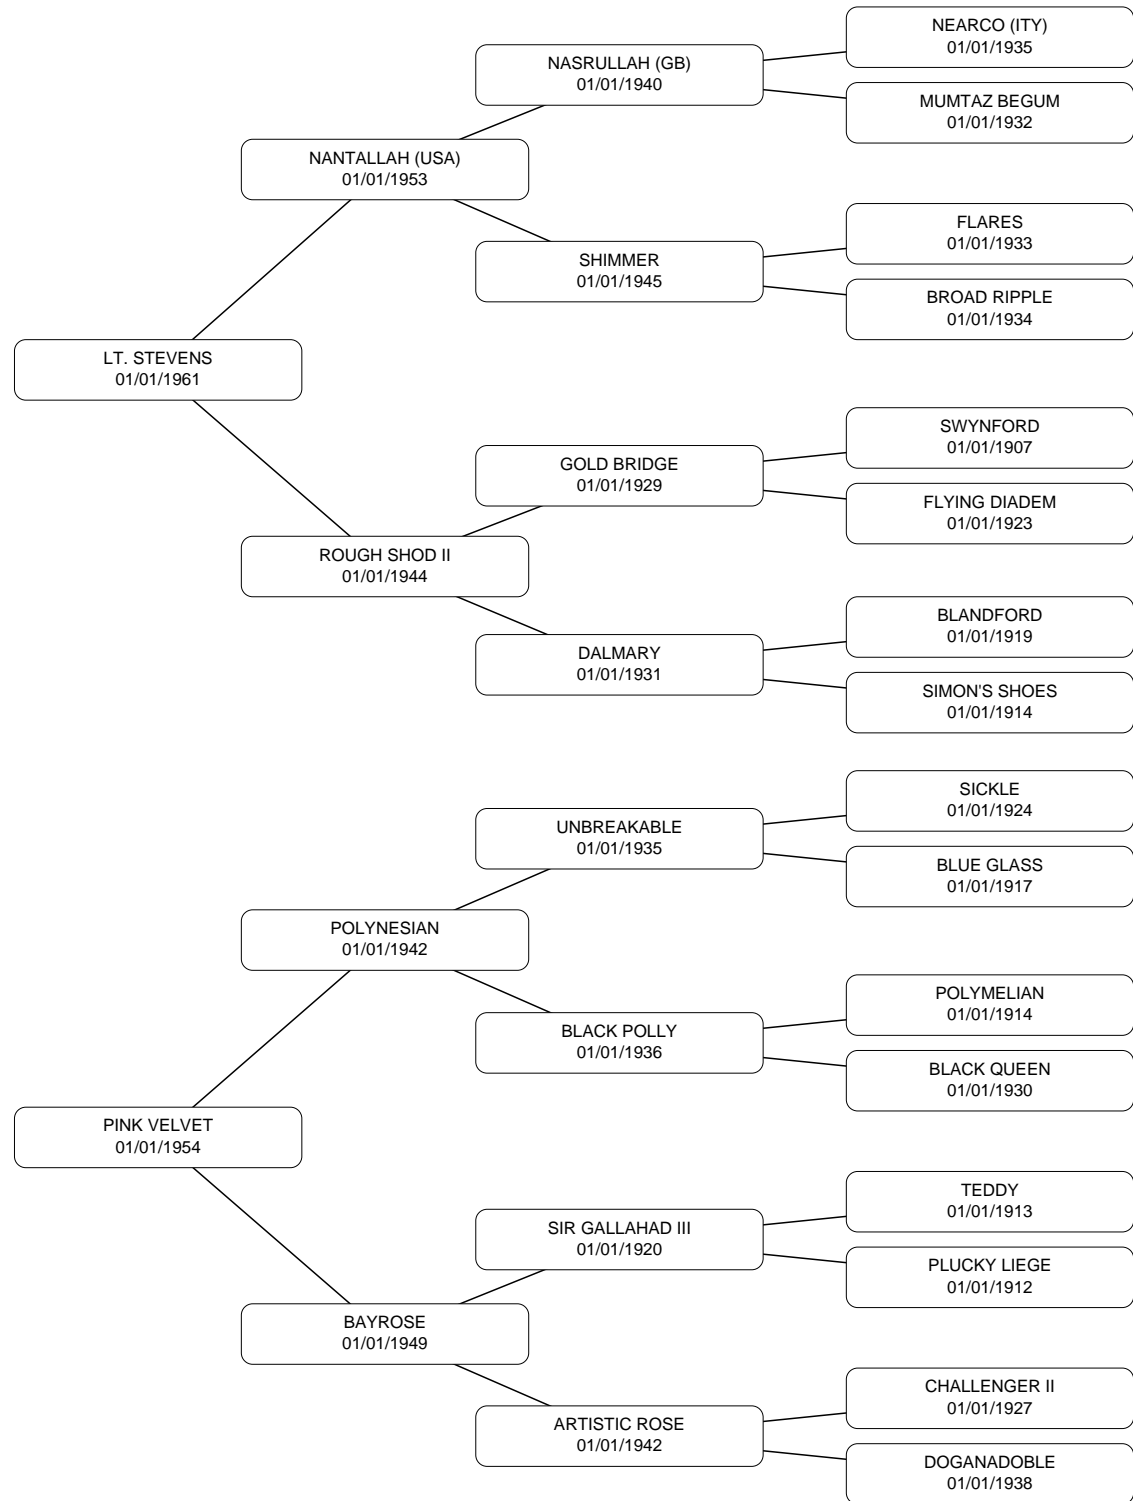 NEARCO (ITY)
01/01/1935
NASRULLAH (GB)
01/01/1940
MUMTAZ BEGUM
01/01/1932
NANTALLAH (USA)
01/01/1953
FLARES
01/01/1933
SHIMMER
01/01/1945
BROAD RIPPLE
01/01/1934
LT. STEVENS
01/01/1961
SWYNFORD
01/01/1907
GOLD BRIDGE
01/01/1929
FLYING DIADEM
01/01/1923
ROUGH SHOD II
01/01/1944
BLANDFORD
01/01/1919
DALMARY
01/01/1931
SIMON'S SHOES
01/01/1914
SICKLE
01/01/1924
UNBREAKABLE
01/01/1935
BLUE GLASS
01/01/1917
POLYNESIAN
01/01/1942
POLYMELIAN
01/01/1914
BLACK POLLY
01/01/1936
BLACK QUEEN
01/01/1930
PINK VELVET
01/01/1954
TEDDY
01/01/1913
SIR GALLAHAD III
01/01/1920
PLUCKY LIEGE
01/01/1912
BAYROSE
01/01/1949
CHALLENGER II
01/01/1927
ARTISTIC ROSE
01/01/1942
DOGANADOBLE
01/01/1938